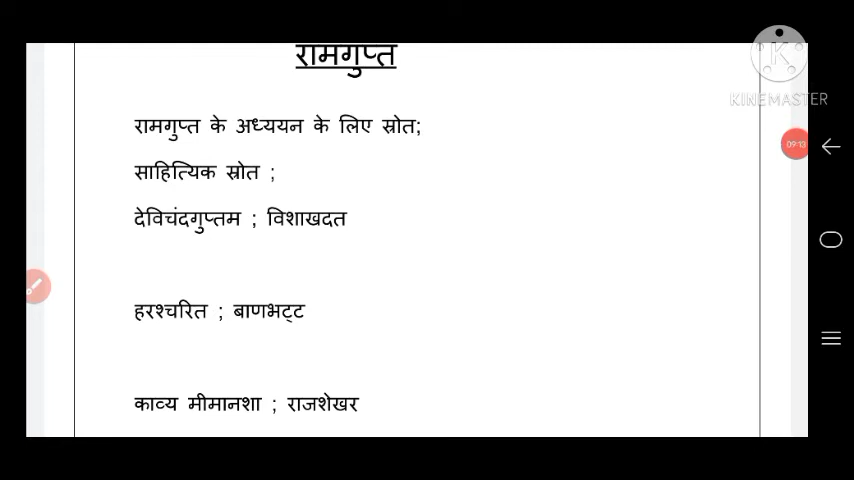 रामगुप्त
K
KINEMASTER
रामगुप्त के अध्ययन के लिए स्रोत;
09:13
साहित्यिक स्रोत ;
देविचंदगुप्तम ; विशाखदत
हरश्चरित ; बाणभट्ट
काव्य मीमानशा ; राजशेखर